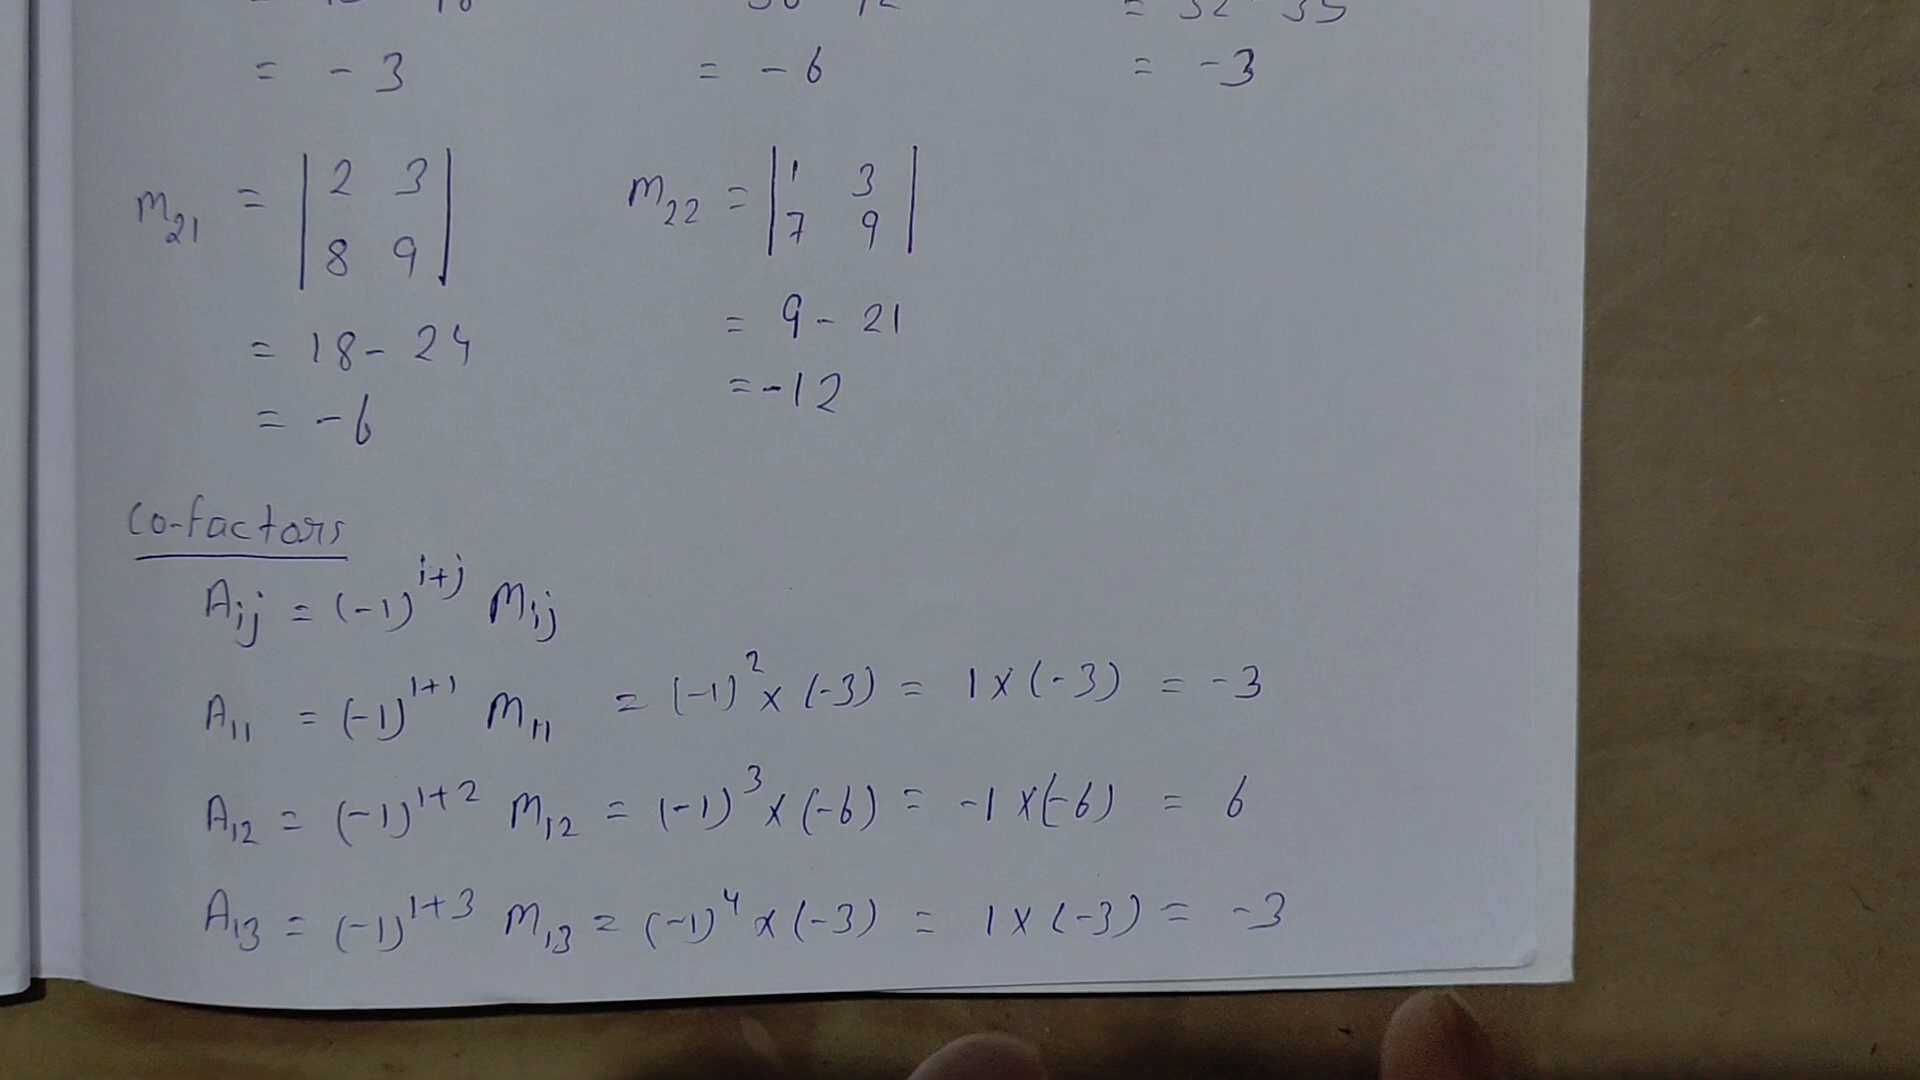 = -3 = -6 = -3
m21 = | 2 3 | m22 = | 1 3 |
| 8 9 | | 7 9 |
= 18 - 24 = 9 - 21
= -6 = -12
Co-factors
Aij = (-1)^i+j Mij
A11 = (-1)^1+1 M11 = (-1)^2 x (-3) = 1 x (-3) = -3
A12 = (-1)^1+2 M12 = (-1)^3 x (-6) = -1 x (-6) = 6
A13 = (-1)^1+3 M13 = (-1)^4 x (-3) = 1 x (-3) = -3